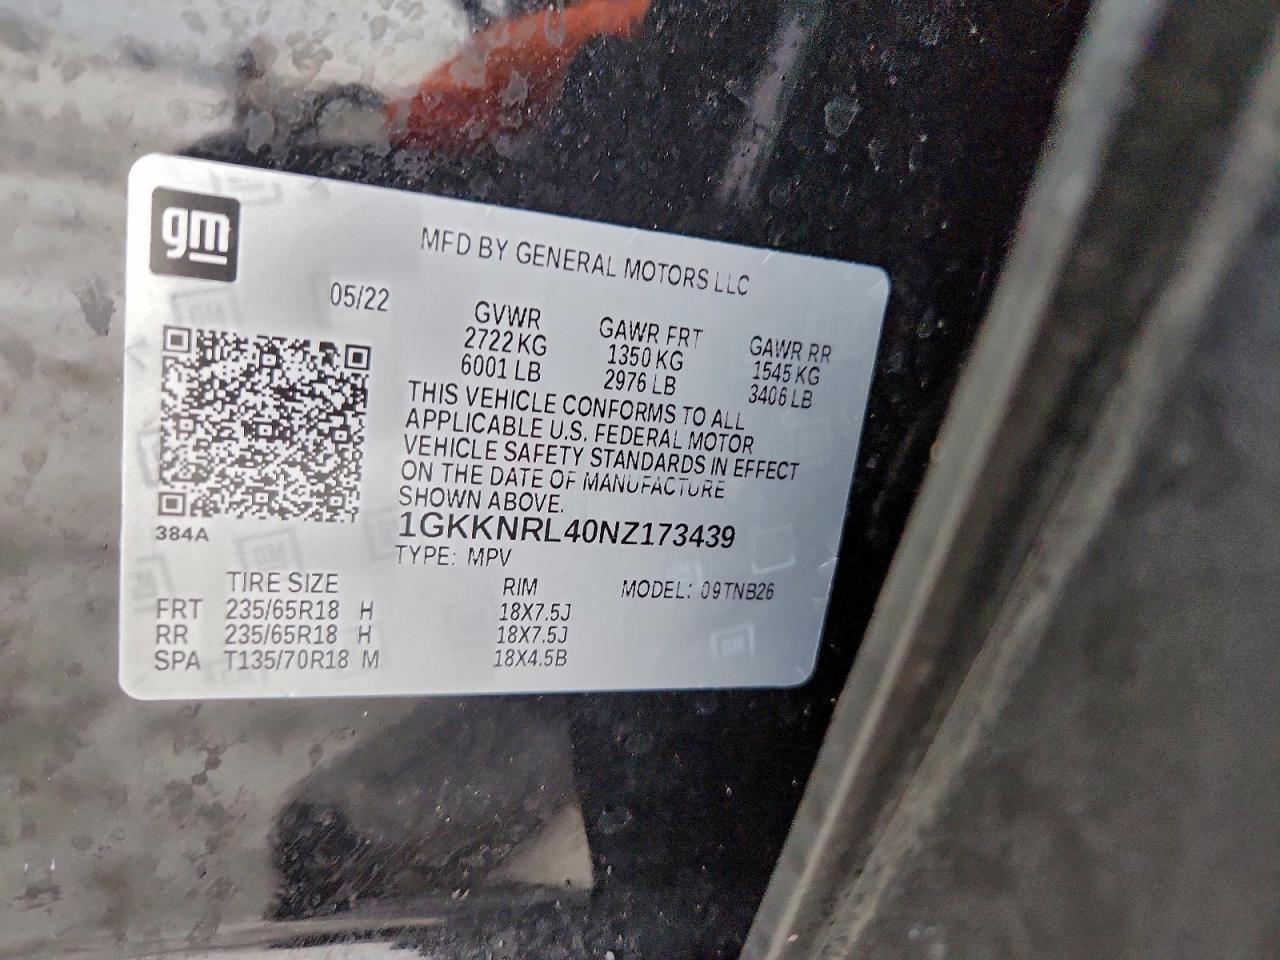 gm
MFD BY GENERAL MOTORS LLC
05/22
GVWR GAWR FRT GAWR RR
2722 KG 1350 KG 1545 KG
6001 LB 2976 LB 3406 LB
THIS VEHICLE CONFORMS TO ALL
APPLICABLE U.S. FEDERAL MOTOR
VEHICLE SAFETY STANDARDS IN EFFECT
ON THE DATE OF MANUFACTURE
SHOWN ABOVE.
384A
1GKKNRL40NZ173439
TYPE: MPV
TIRE SIZE RIM MODEL: 09TNB26
FRT 235/65R18 H 18X7.5J
RR 235/65R18 H 18X7.5J
SPA T135/70R18 M 18X4.5B